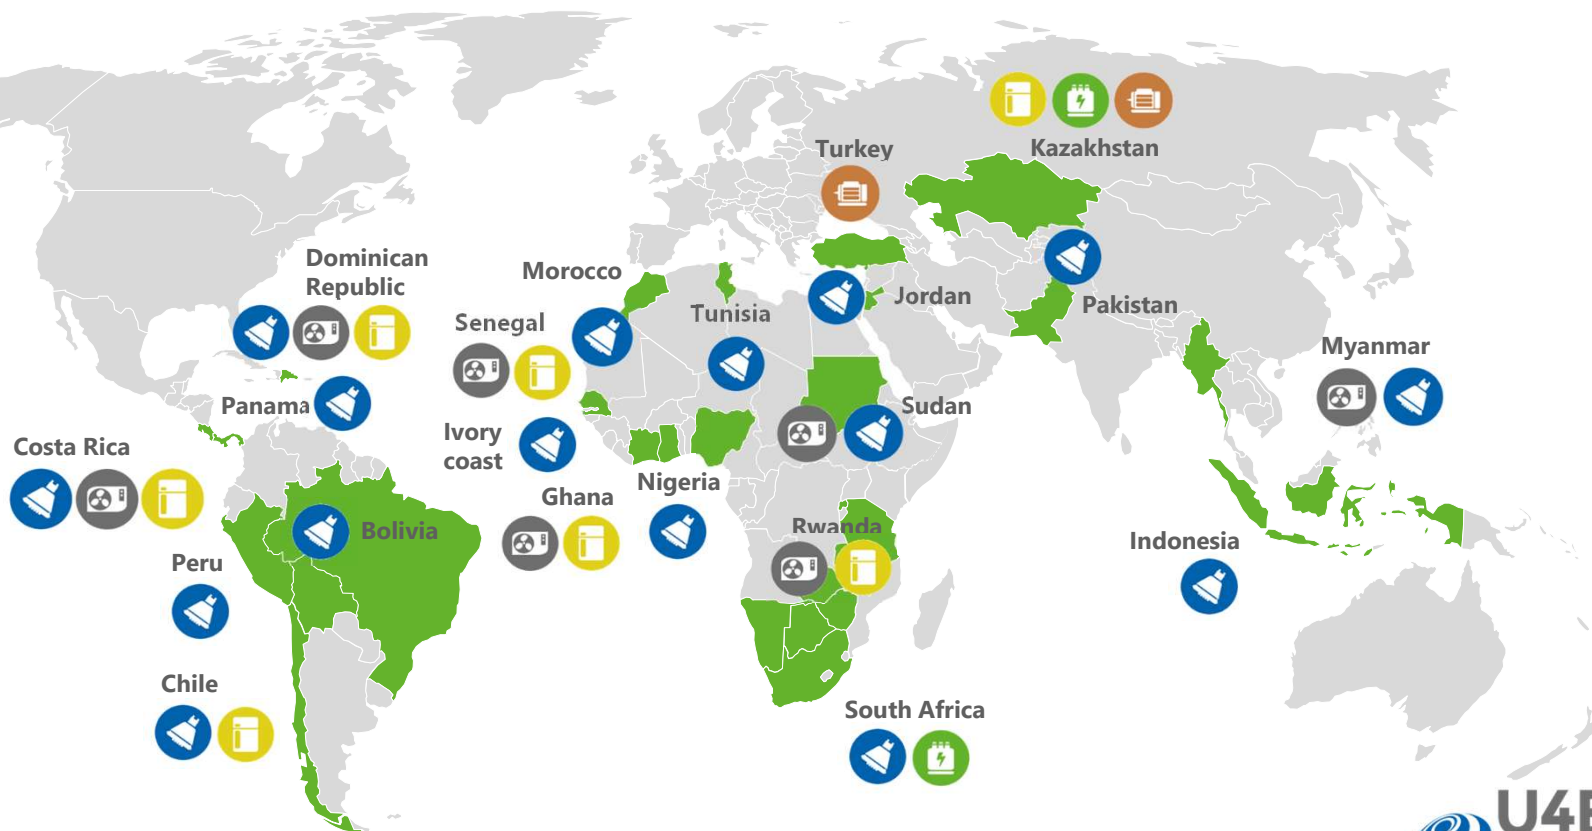 Kazakhstan
Turkey
Dominican
Republic
Morocco
Jordan
Pakistan
Tunisia
Senegal
Myanmar
Panama
Sudan
Ivory
coast
Costa Rica
Nigeria
Ghana
Rwanda
Bolivia
Indonesia
Peru
Chile
South Africa
U4E